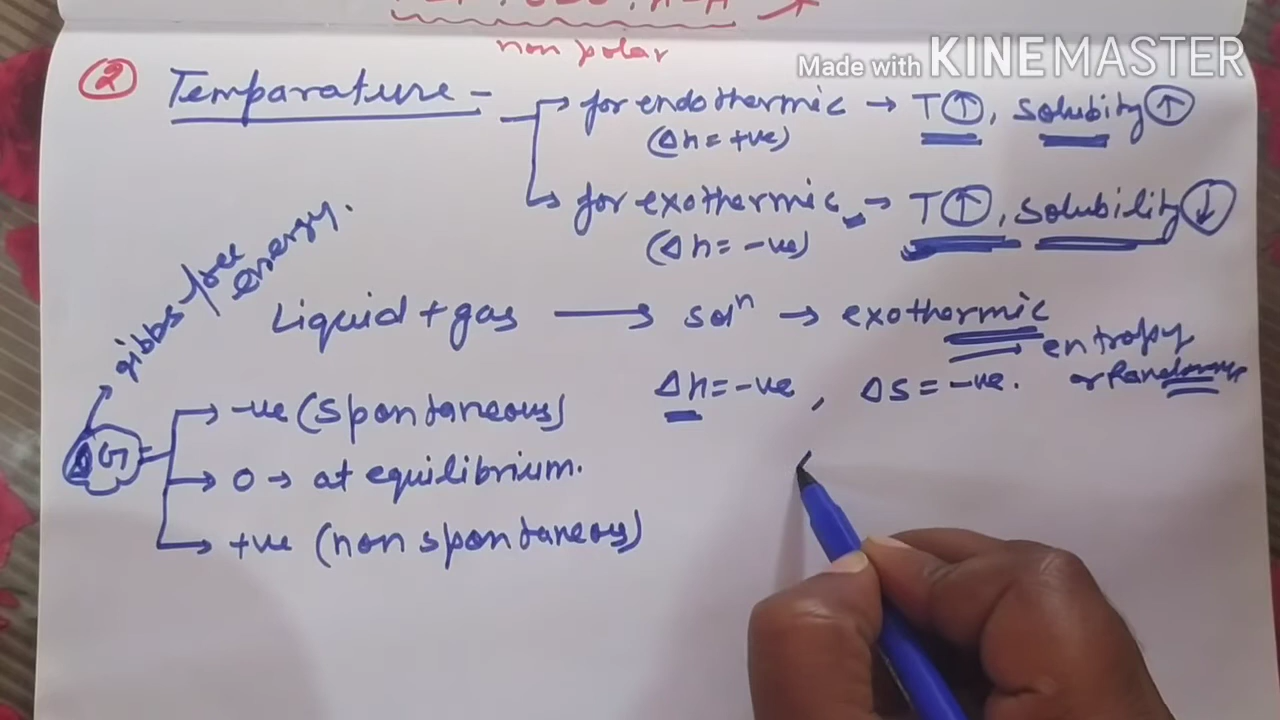 non polar
Made with KINEMASTER
② Temparature -
for endothermic → T↑, solubity ↑
(Δh = +ve)
for exothermic → T↑, solubility ↓
(Δh = -ve)
gibbs free energy.
Liquid + gas → solⁿ → exothermic
→ entropy
or
Δh = -ve, Δs = -ve.
ΔG =
-ve (spontaneous)
0 → at equilibrium.
+ve (non spontaneous)